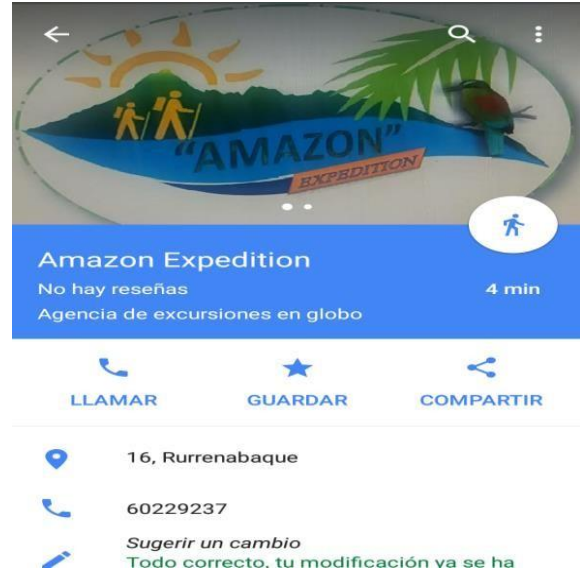 "AMAZON"
EXPEDITION
Amazon Expedition
No hay reseñas
4 min
Agencia de excursiones en globo
LLAMAR
GUARDAR
COMPARTIR
16, Rurrenabaque
60229237
Sugerir un cambio
Todo correcto, tu modificación ya se ha